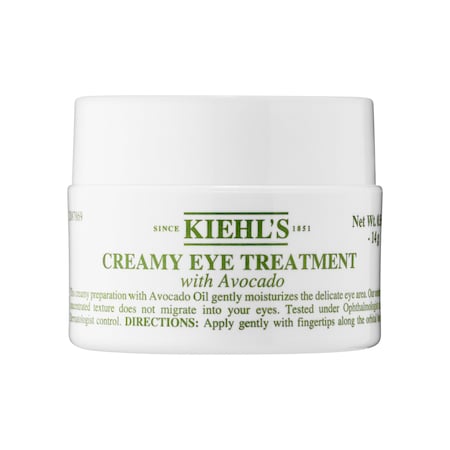 SINCE KIEHL'S 1851
CREAMY EYE TREATMENT
with Avocado
Net Wt.
- 14 g
creamy preparation with Avocado Oil gently moisturizes the delicate eye area. Our
texture does not migrate into your eyes. Tested under
control. DIRECTIONS: Apply gently with fingertips along the orbital